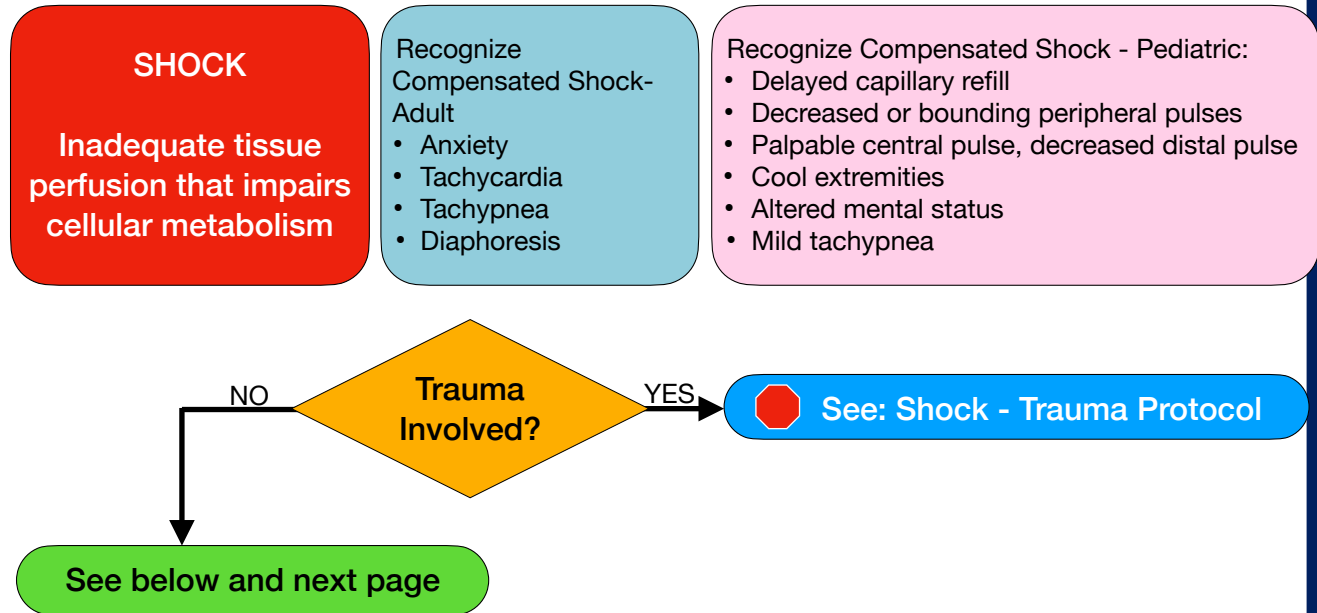 SHOCK
Inadequate tissue
perfusion that impairs
cellular metabolism
Recognize
Compensated Shock-
Adult
• Anxiety
• Tachycardia
• Tachypnea
• Diaphoresis
Recognize Compensated Shock - Pediatric:
• Delayed capillary refill
• Decreased or bounding peripheral pulses
• Palpable central pulse, decreased distal pulse
• Cool extremities
• Altered mental status
• Mild tachypnea
NO
Trauma
Involved?
YES
See: Shock - Trauma Protocol
See below and next page